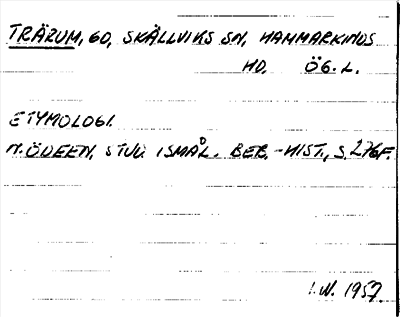 TRÄRUM, GD, SKÄLLVIKS SN, HAMMARKINDS
HD. ÖG. L.
ETYMOLOGI.
N. ÖDEEN, STUD I SMÅL. BEB.-HIST., S. 276F.
I.W. 1957.